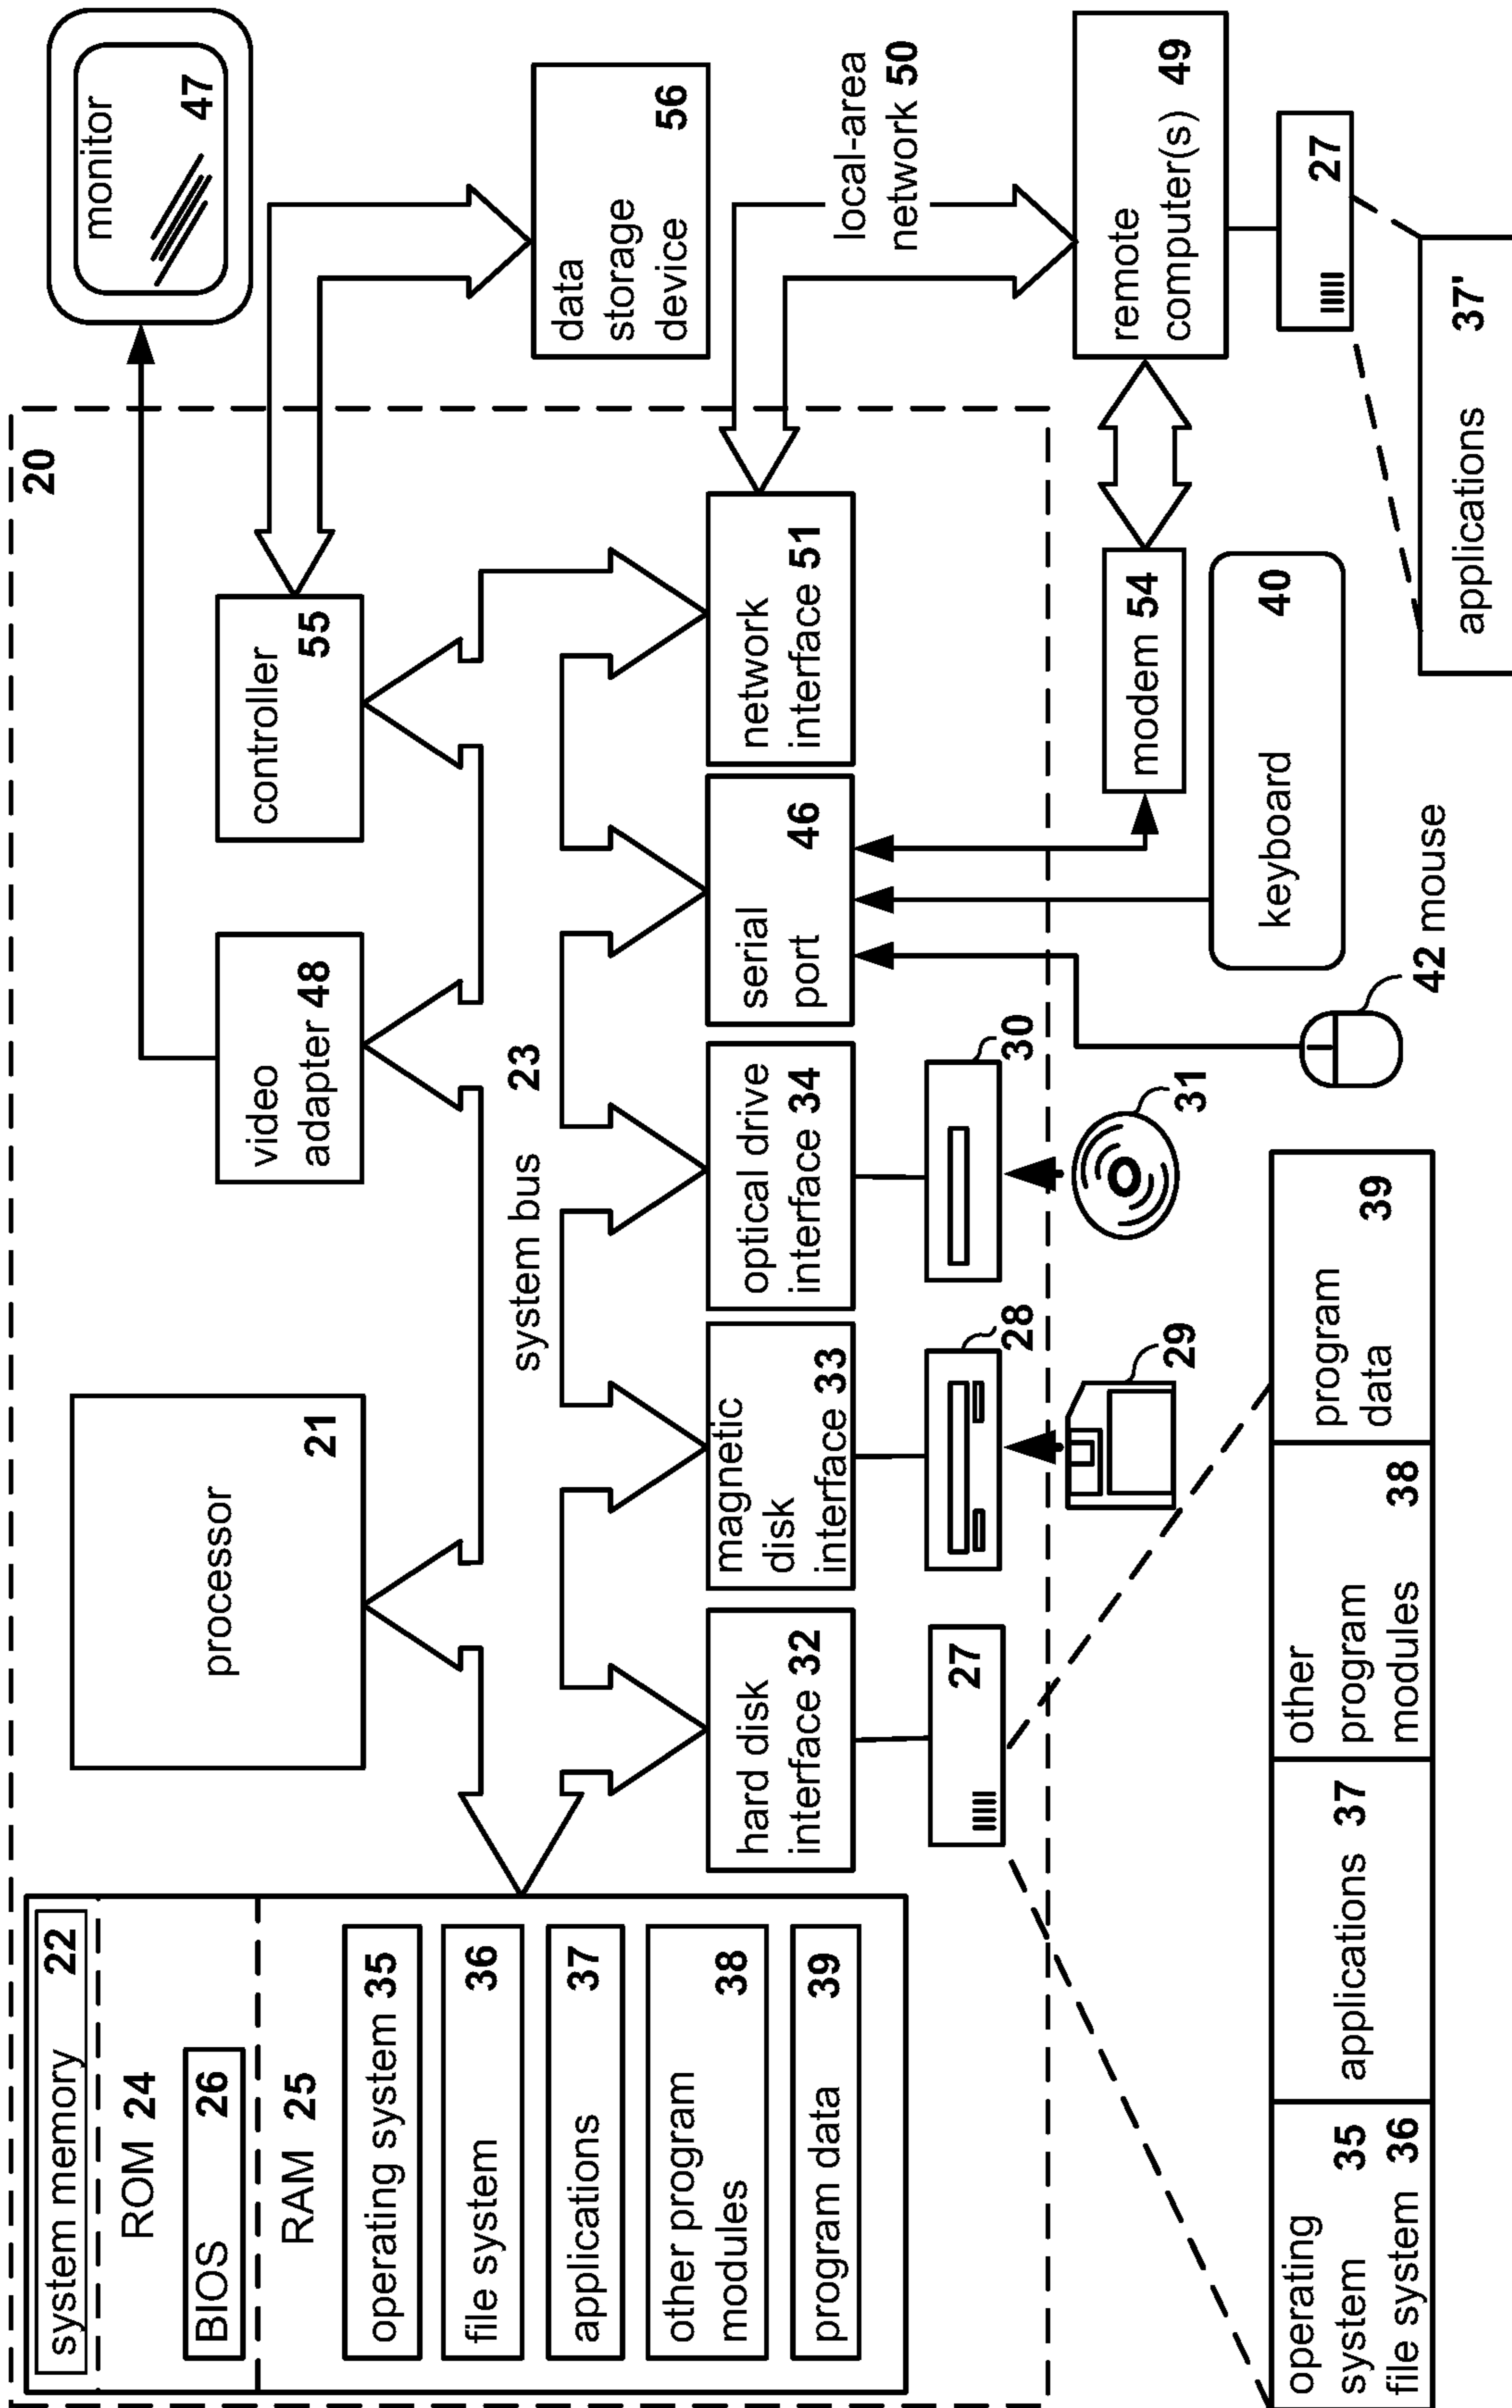 20
system memory 22
ROM 24
BIOS 26
RAM 25
operating system 35
file system 36
applications 37
other program
modules 38
program data 39
processor
21
video
adapter 48
controller
55
monitor
47
system bus 23
hard disk
interface 32
magnetic
disk
interface 33
optical drive
interface 34
serial
port 46
network
interface 51
data
storage
device 56
local-area
network 50
27
28
30
29
31
modem 54
remote
computer(s) 49
keyboard 40
27
42 mouse
operating
system 35
file system 36
applications 37
other
program
modules 38
program
data 39
applications 37'